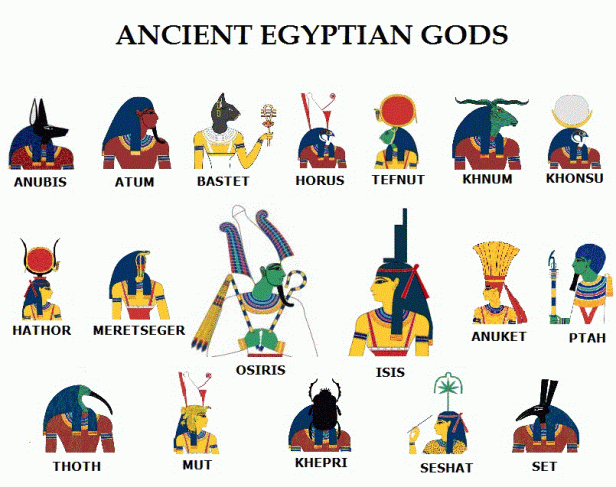 ANCIENT EGYPTIAN GODS
ANUBIS
ATUM
BASTET
HORUS
TEFNUT
KHNUM
KHONSU
HATHOR
MERETSEGER
OSIRIS
ISIS
ANUKET
PTAH
THOTH
MUT
KHEPRI
SESHAT
SET